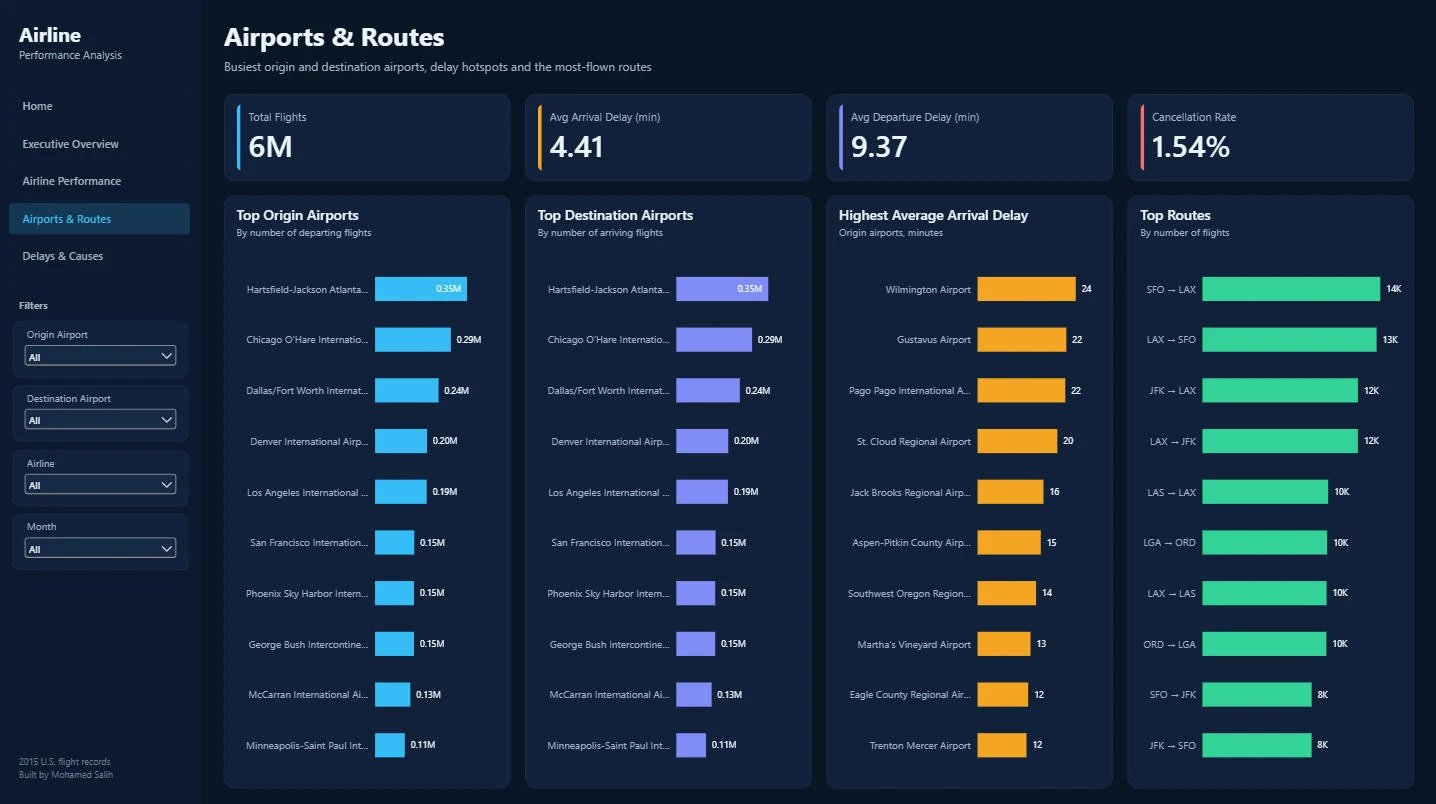 Airline
Performance Analysis
Home
Executive Overview
Airline Performance
Airports & Routes
Delays & Causes
Filters
Origin Airport
All
Destination Airport
All
Airline
All
Month
All
2015 U.S. flight records
Built by Mohamed Salih
Airports & Routes
Busiest origin and destination airports, delay hotspots and the most-flown routes
Total Flights
6M
Avg Arrival Delay (min)
4.41
Avg Departure Delay (min)
9.37
Cancellation Rate
1.54%
Top Origin Airports
By number of departing flights
Hartsfield-Jackson Atlanta... 0.35M
Chicago O'Hare Internatio... 0.29M
Dallas/Fort Worth Internat... 0.24M
Denver International Airp... 0.20M
Los Angeles International ... 0.19M
San Francisco Internation... 0.15M
Phoenix Sky Harbor Intern... 0.15M
George Bush Intercontine... 0.15M
McCarran International Ai... 0.13M
Minneapolis-Saint Paul Int... 0.11M
Top Destination Airports
By number of arriving flights
Hartsfield-Jackson Atlanta... 0.35M
Chicago O'Hare Internatio... 0.29M
Dallas/Fort Worth Internat... 0.24M
Denver International Airp... 0.20M
Los Angeles International ... 0.19M
San Francisco Internation... 0.15M
Phoenix Sky Harbor Intern... 0.15M
George Bush Intercontine... 0.15M
McCarran International Ai... 0.13M
Minneapolis-Saint Paul Int... 0.11M
Highest Average Arrival Delay
Origin airports, minutes
Wilmington Airport 24
Gustavus Airport 22
Pago Pago International A... 22
St. Cloud Regional Airport 20
Jack Brooks Regional Airp... 16
Aspen-Pitkin County Airp... 15
Southwest Oregon Region... 14
Martha's Vineyard Airport 13
Eagle County Regional Air... 12
Trenton Mercer Airport 12
Top Routes
By number of flights
SFO → LAX 14K
LAX → SFO 13K
JFK → LAX 12K
LAX → JFK 12K
LAS → LAX 10K
LGA → ORD 10K
LAX → LAS 10K
ORD → LGA 10K
SFO → JFK 8K
JFK → SFO 8K